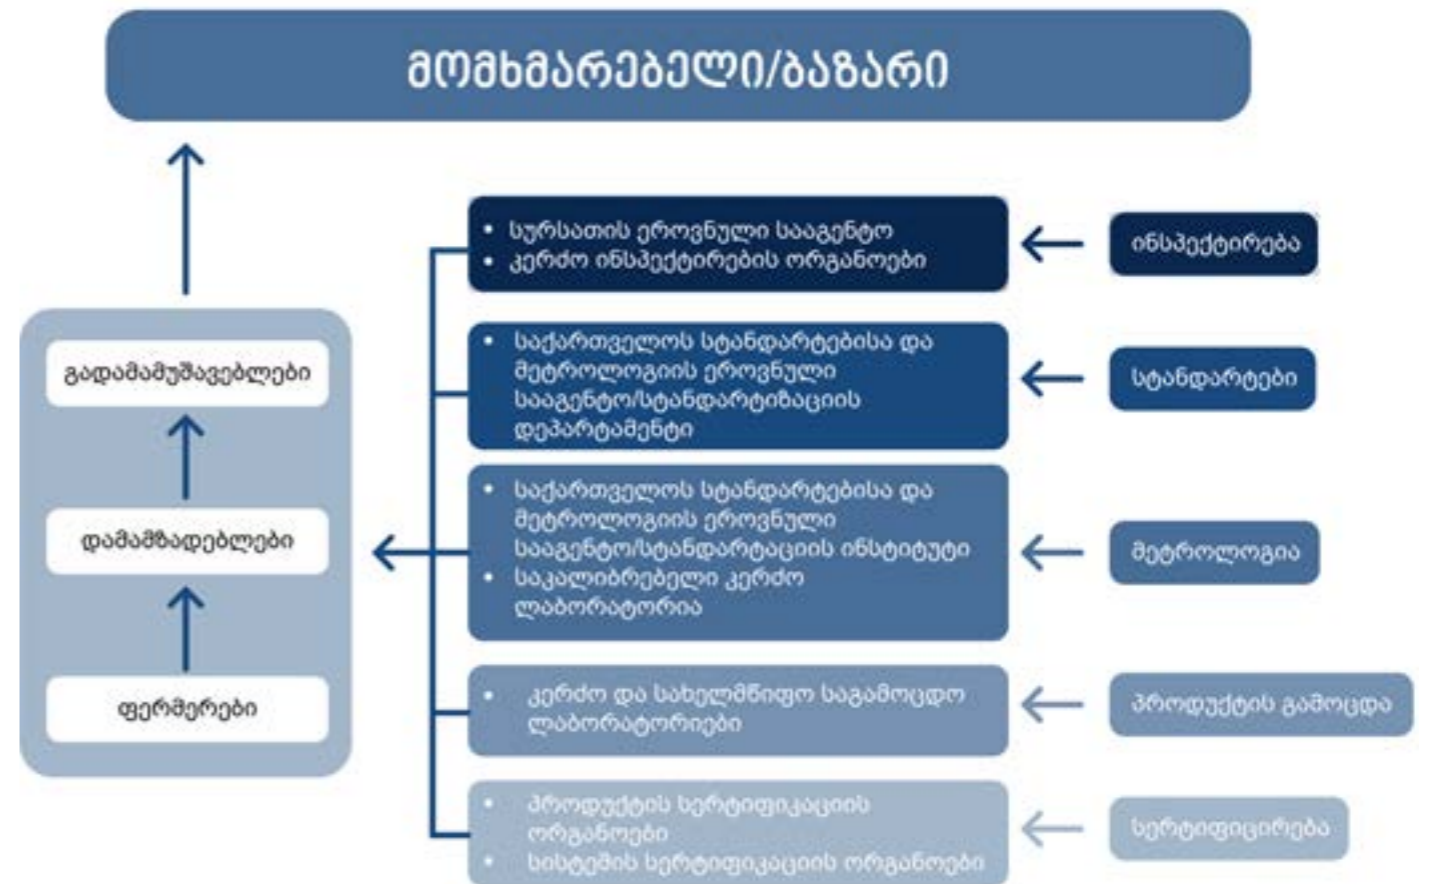 მომხმარებელი/ბაზარი
გადამამუშავებლები
დამამზადებლები
ფერმერები
• სურსათის ეროვნული სააგენტო
• კერძო ინსპექტირების ორგანოები
ინსპექტირება
• საქართველოს სტანდარტებისა და
მეტროლოგიის ეროვნული
სააგენტო/სტანდარტიზაციის
დეპარტამენტი
სტანდარტები
• საქართველოს სტანდარტებისა და
მეტროლოგიის ეროვნული
სააგენტო/სტანდარტაციის ინსტიტუტი
• საკალიბრებელი კერძო
ლაბორატორია
მეტროლოგია
• კერძო და სახელმწიფო საგამოცდო
ლაბორატორიები
პროდუქტის გამოცდა
• პროდუქტის სერტიფიკაციის
ორგანოები
• სისტემის სერტიფიკაციის ორგანოები
სერტიფიცირება